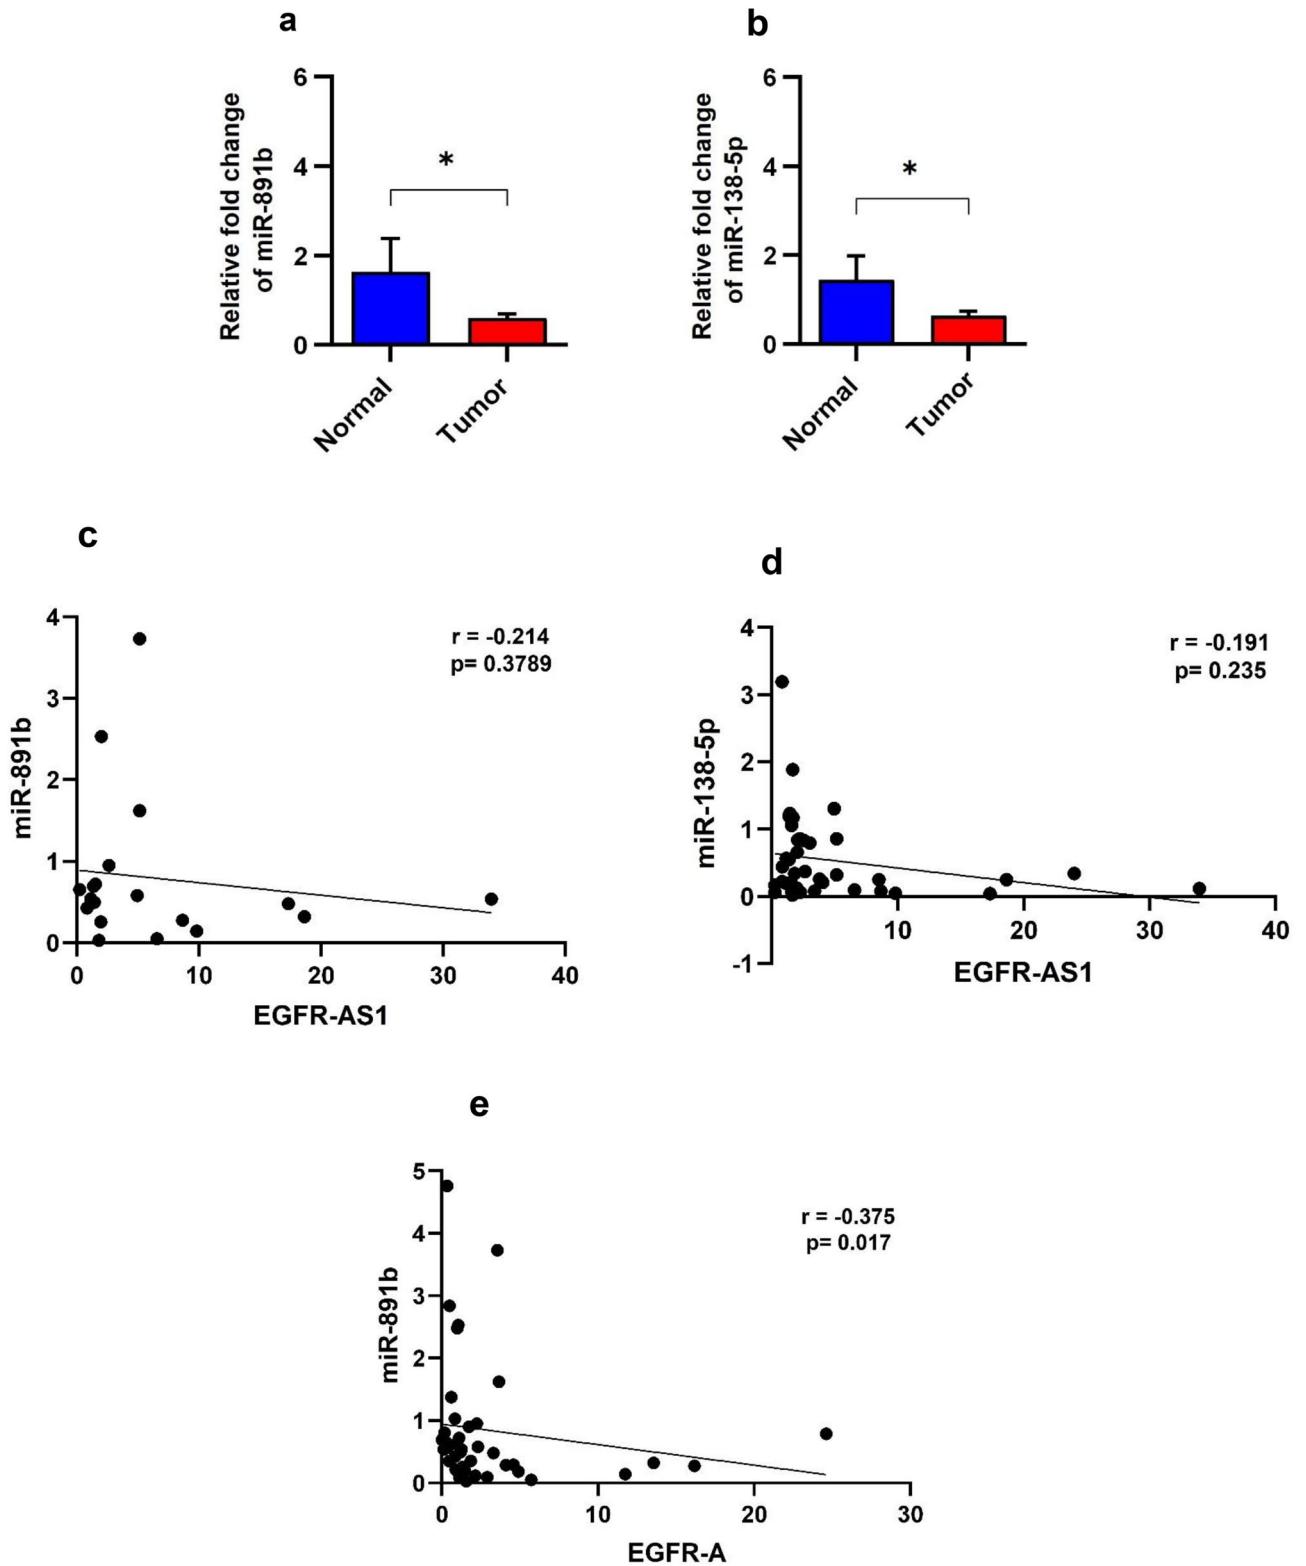 a
Relative fold change
of miR-891b
6
4
2
0
*
Normal
Tumor
b
Relative fold change
of miR-138-5p
6
4
2
0
*
Normal
Tumor
c
miR-891b
4
3
2
1
0
r = -0.214
p= 0.3789
0 10 20 30 40
EGFR-AS1
d
miR-138-5p
4
3
2
1
0
-1
r = -0.191
p= 0.235
10 20 30 40
EGFR-AS1
e
miR-891b
5
4
3
2
1
0
r = -0.375
p= 0.017
0 10 20 30
EGFR-A